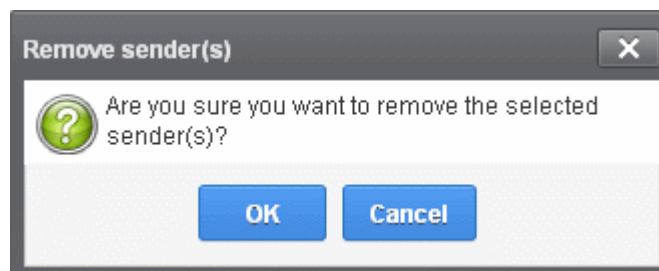 Remove sender(s)
Are you sure you want to remove the selected
sender(s)?
OK
Cancel